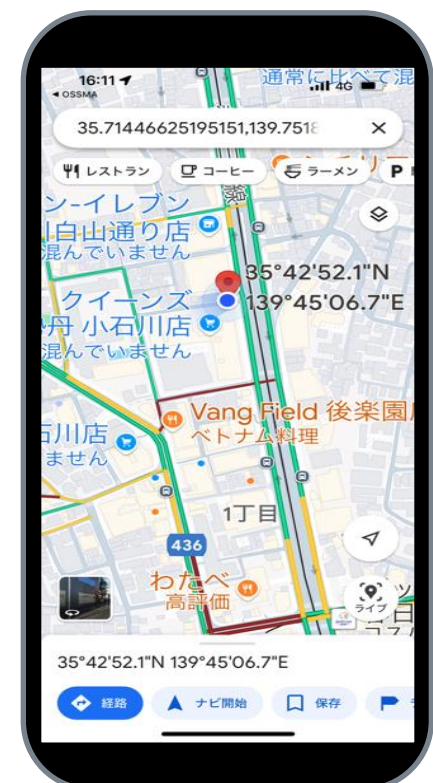 16:11
4G
OSSMA
通常に比べて混
35.71446625195151,139.7518
レストラン
コーヒー
ラーメン
P
線
ン-イレブン
白山通り店
混んでいません
35°42'52.1"N
139°45'06.7"E
クイーンズ
丹 小石川店
混んでいません
Vang Field 後楽園
ベトナム料理
石川店
ません
1丁目
436
わたべ
高評価
ライブ
35°42'52.1"N 139°45'06.7"E
経路
ナビ開始
保存